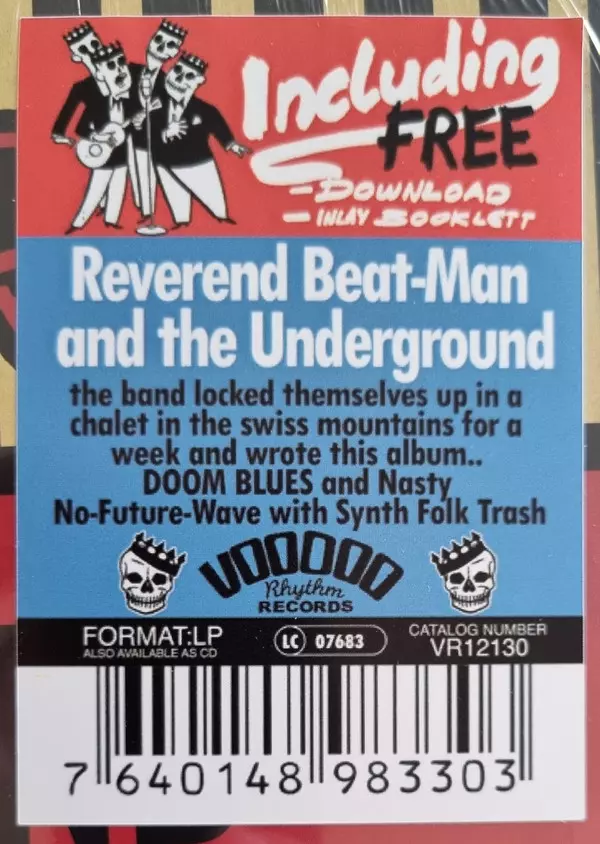 Including
FREE
- DOWNLOAD
- INLAY BOOKLETT
Reverend Beat-Man
and the Underground
the band locked themselves up in a
chalet in the swiss mountains for a
week and wrote this album..
DOOM BLUES and Nasty
No-Future-Wave with Synth Folk Trash
VOODOO
Rhythm
RECORDS
FORMAT:LP
ALSO AVAILABLE AS CD
LC 07683
CATALOG NUMBER
VR12130
7 640148 983303